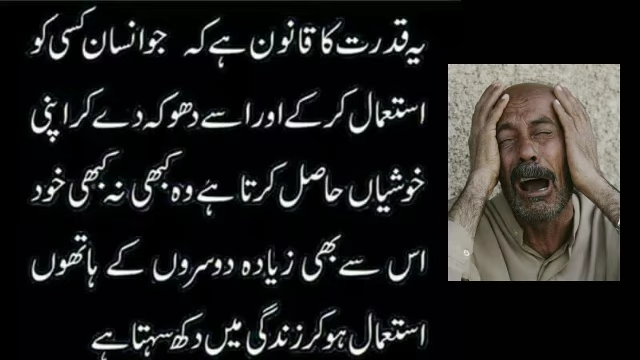 یہ قدرت کا قانون ہے کہ جو انسان کسی کو
استعمال کر کے اور اسے دھوکہ دے کر اپنی
خوشیاں حاصل کرتا ہے وہ کبھی نہ کبھی خود
اس سے بھی زیادہ دوسروں کے ہاتھوں
استعمال ہو کر زندگی میں دکھ سہتا ہے